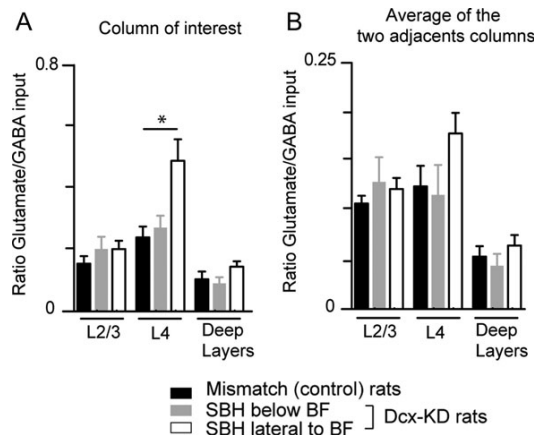 A
Column of interest
Ratio Glutamate/GABA input
0.8
0
*
L2/3
L4
Deep
Layers
B
Average of the
two adjacents columns
Ratio Glutamate/GABA input
0.25
0
L2/3
L4
Deep
Layers
Mismatch (control) rats
SBH below BF
SBH lateral to BF
Dcx-KD rats